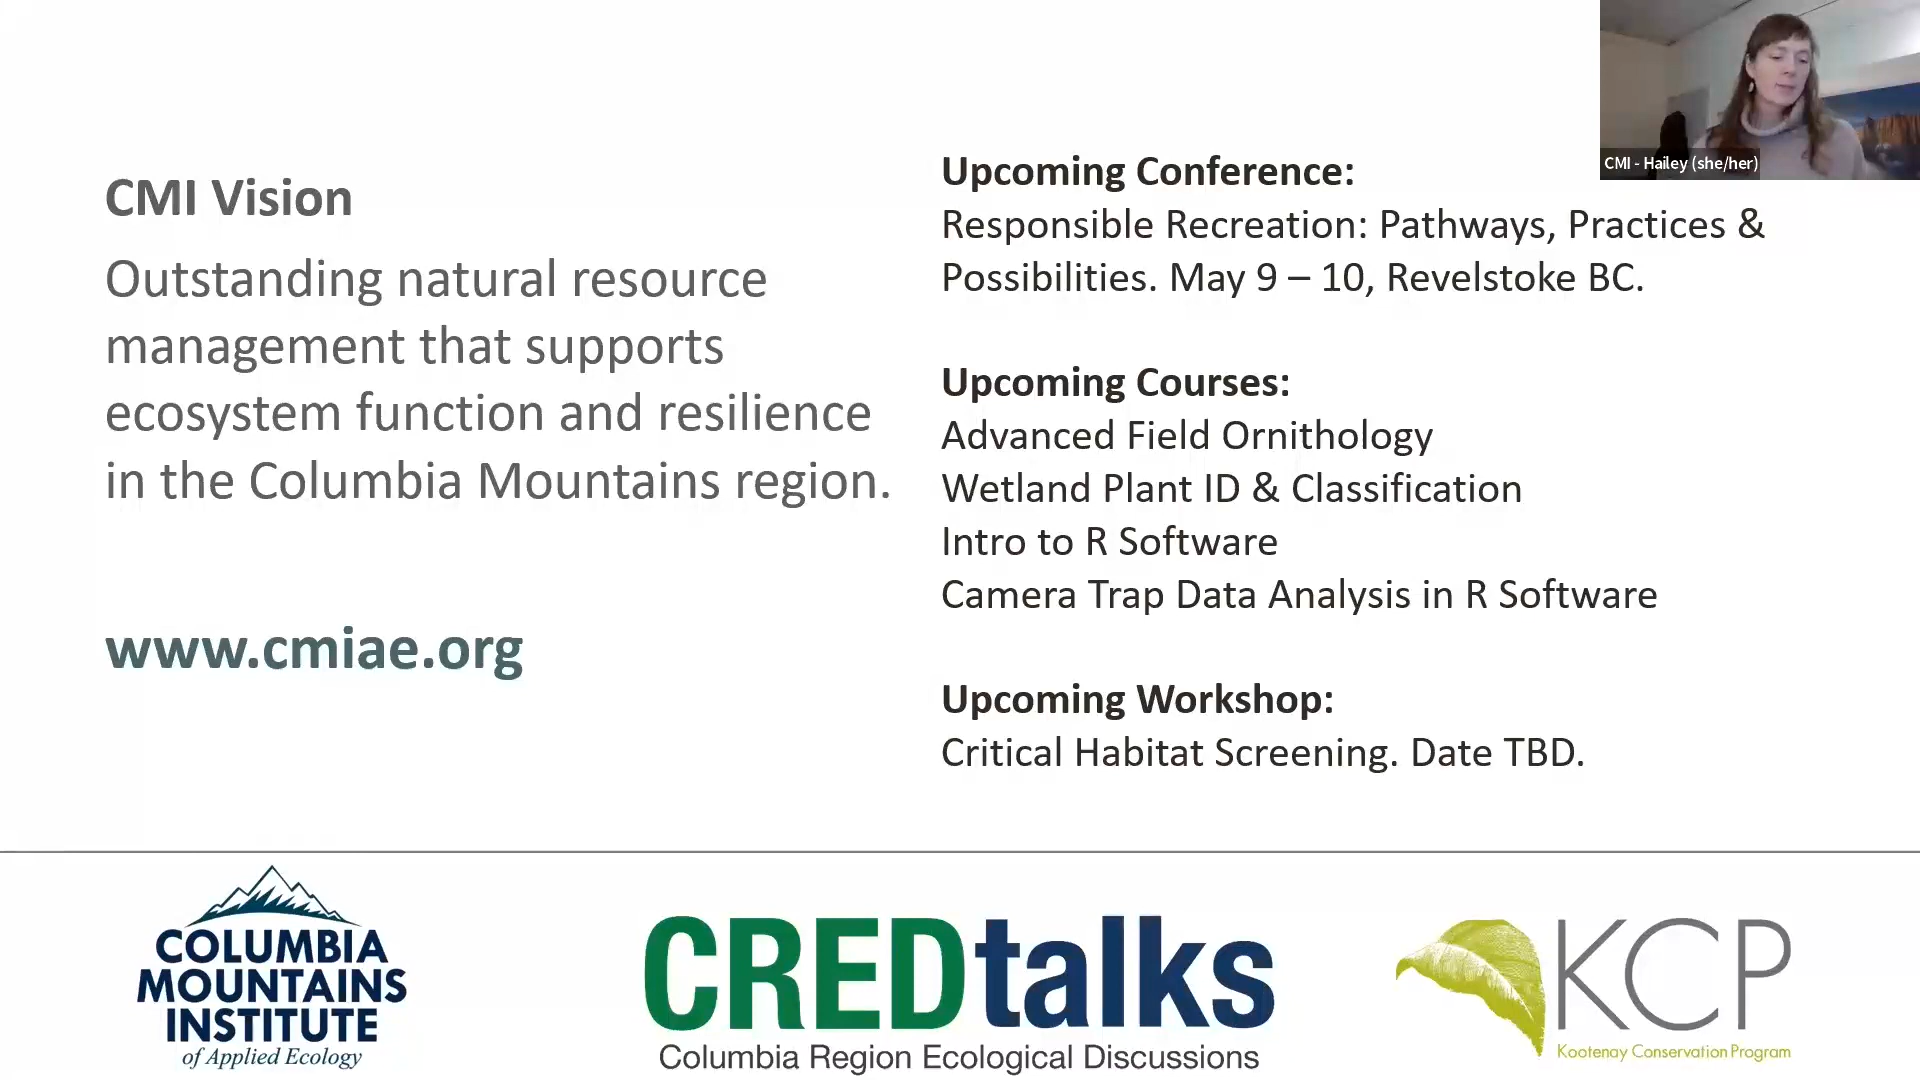 CMI Vision
Outstanding natural resource
management that supports
ecosystem function and resilience
in the Columbia Mountains region.
www.cmiae.org
Upcoming Conference:
Responsible Recreation: Pathways, Practices &
Possibilities. May 9 – 10, Revelstoke BC.
Upcoming Courses:
Advanced Field Ornithology
Wetland Plant ID & Classification
Intro to R Software
Camera Trap Data Analysis in R Software
Upcoming Workshop:
Critical Habitat Screening. Date TBD.
CMI - Hailey (she/her)
COLUMBIA
MOUNTAINS
INSTITUTE
of Applied Ecology
CREDtalks
Columbia Region Ecological Discussions
KCP
Kootenay Conservation Program